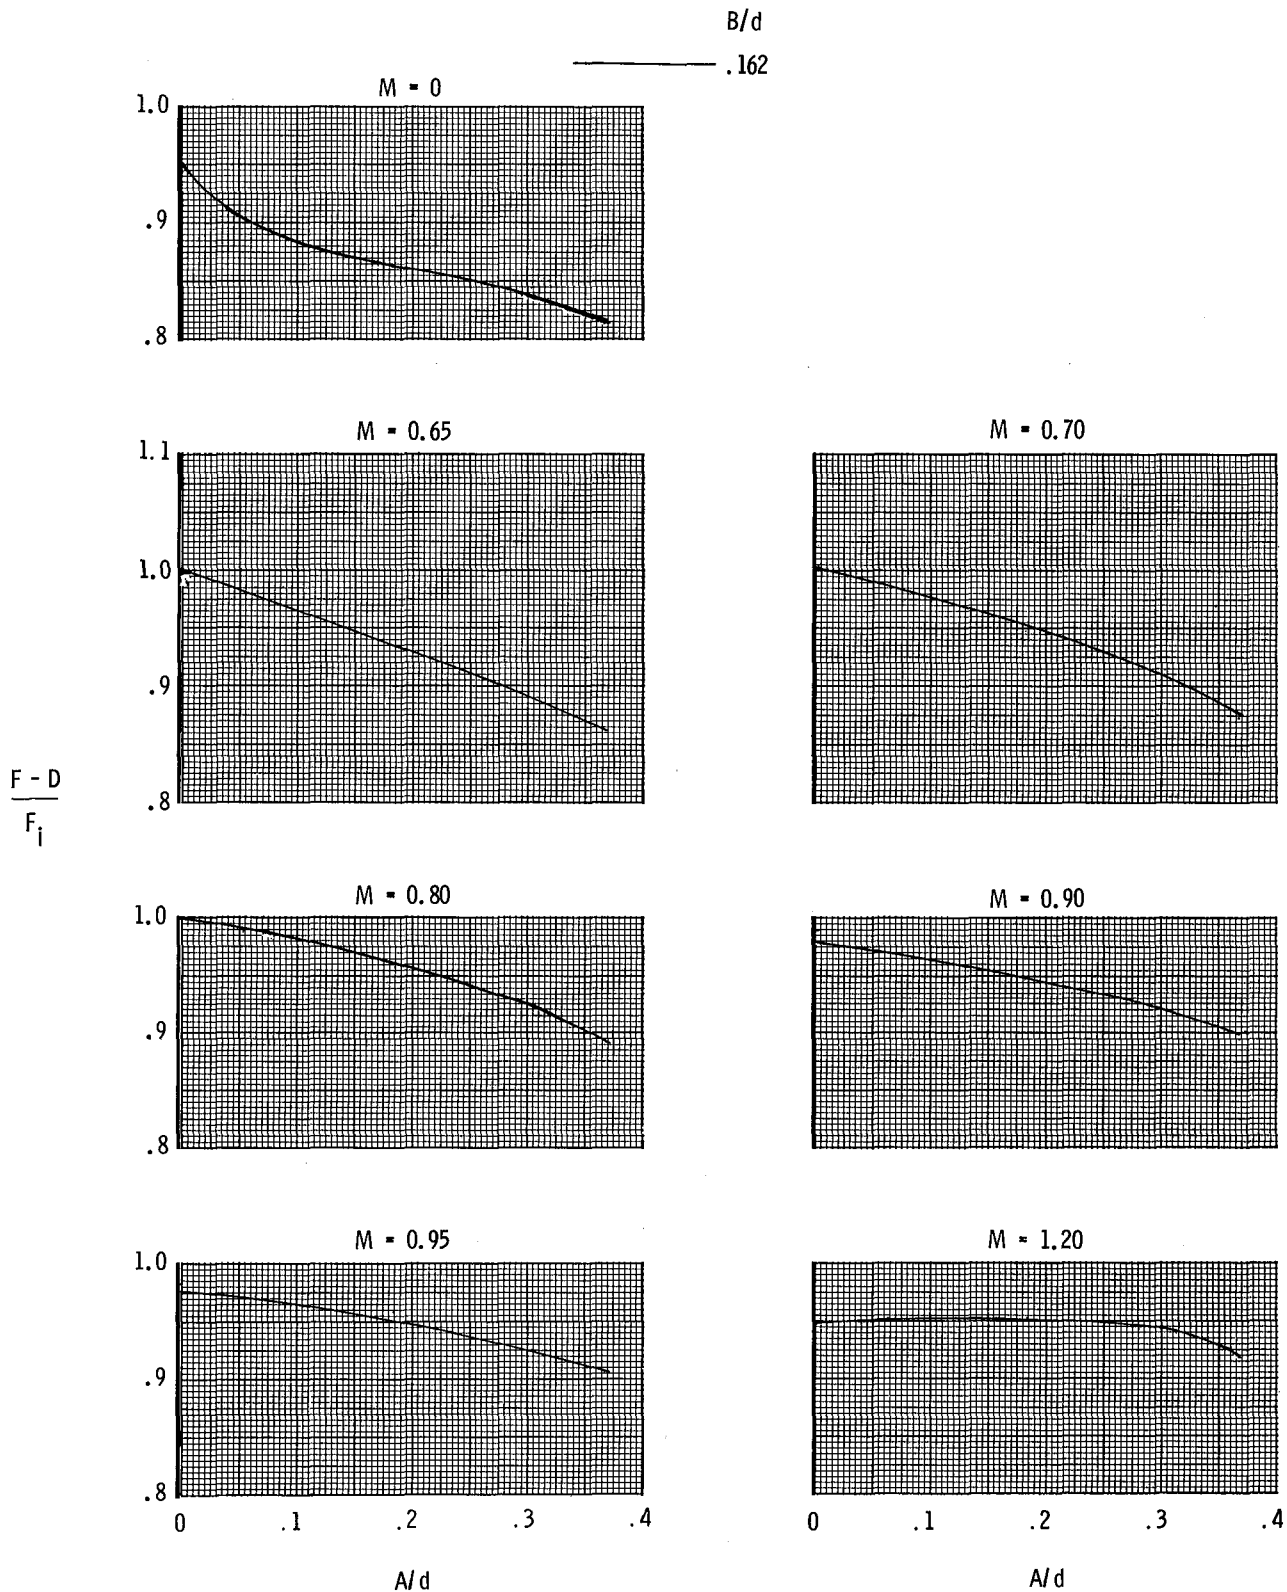 B/d
.162
M = 0
1.0
.9
.8
M = 0.65
1.1
1.0
.9
.8
M = 0.70
F - D
Fi
M = 0.80
1.0
.9
.8
M = 0.90
M = 0.95
1.0
.9
.8
0 .1 .2 .3 .4
A/d
M = 1.20
0 .1 .2 .3 .4
A/d